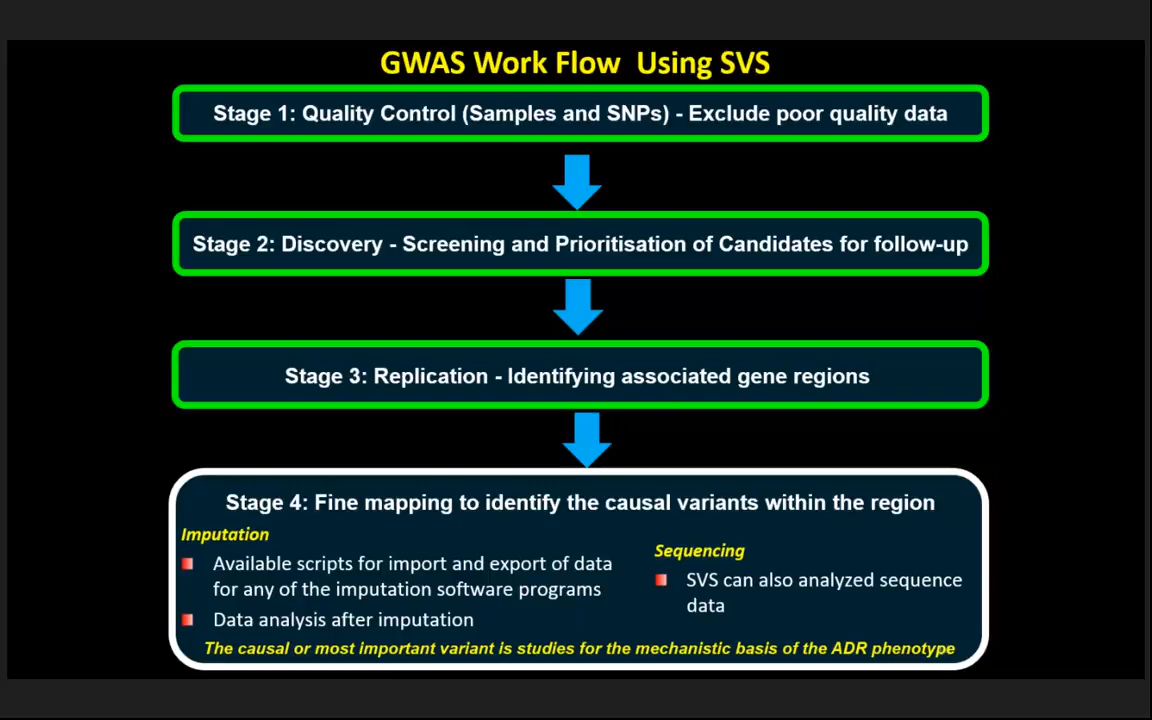 GWAS Work Flow Using SVS
Stage 1: Quality Control (Samples and SNPs) - Exclude poor quality data
Stage 2: Discovery - Screening and Prioritisation of Candidates for follow-up
Stage 3: Replication - Identifying associated gene regions
Stage 4: Fine mapping to identify the causal variants within the region
Imputation
Available scripts for import and export of data
for any of the imputation software programs
Data analysis after imputation
Sequencing
SVS can also analyzed sequence
data
The causal or most important variant is studies for the mechanistic basis of the ADR phenotype